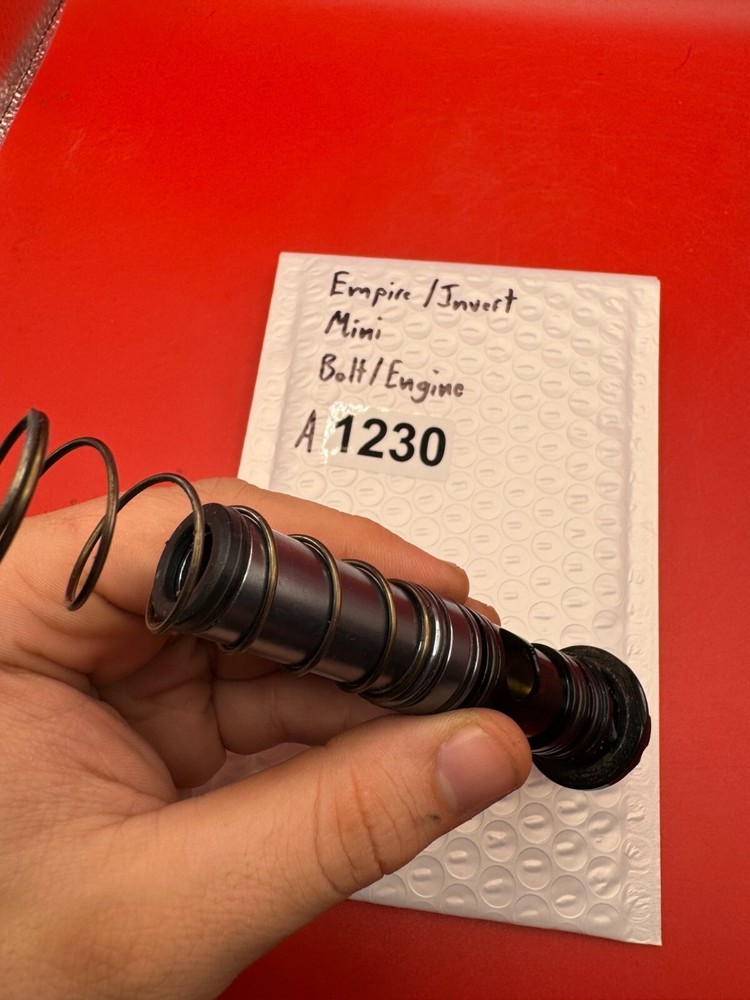 Empire/Invert
Mini
Bolt/Engine
A 1230